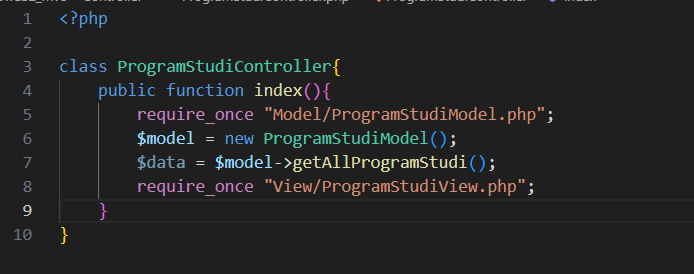 1 <?php
2
3 class ProgramStudiController{
4 public function index(){
5 require_once "Model/ProgramStudiModel.php";
6 $model = new ProgramStudiModel();
7 $data = $model->getAllProgramStudi();
8 require_once "View/ProgramStudiView.php";
9 }
10 }